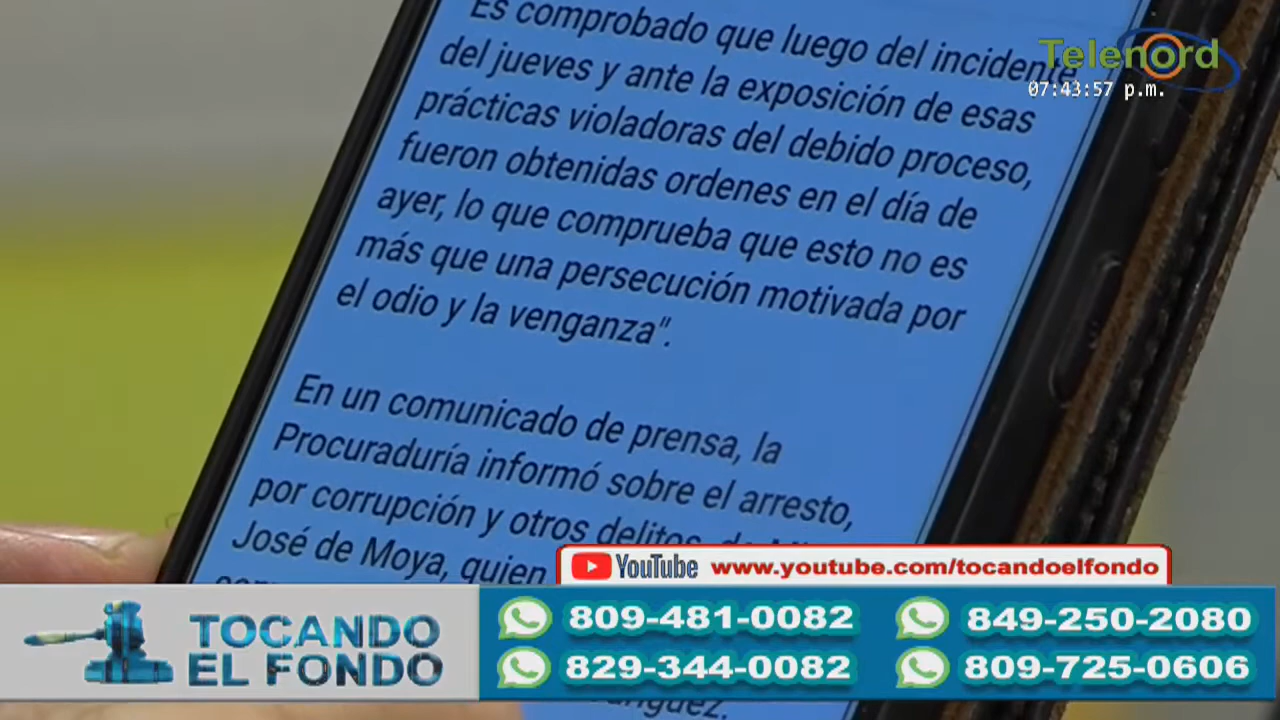 Es comprobado que luego del incidente
del jueves y ante la exposición de esas
prácticas violadoras del debido proceso,
fueron obtenidas ordenes en el día de
ayer, lo que comprueba que esto no es
más que una persecución motivada por
el odio y la venganza".
En un comunicado de prensa, la
Procuraduría informó sobre el arresto,
por corrupción y otros delitos, de
José de Moya, quien
Telenord
07:43:57 p.m.
YouTube www.youtube.com/tocandoelfondo
TOCANDO
EL FONDO
809-481-0082 849-250-2080
829-344-0082 809-725-0606